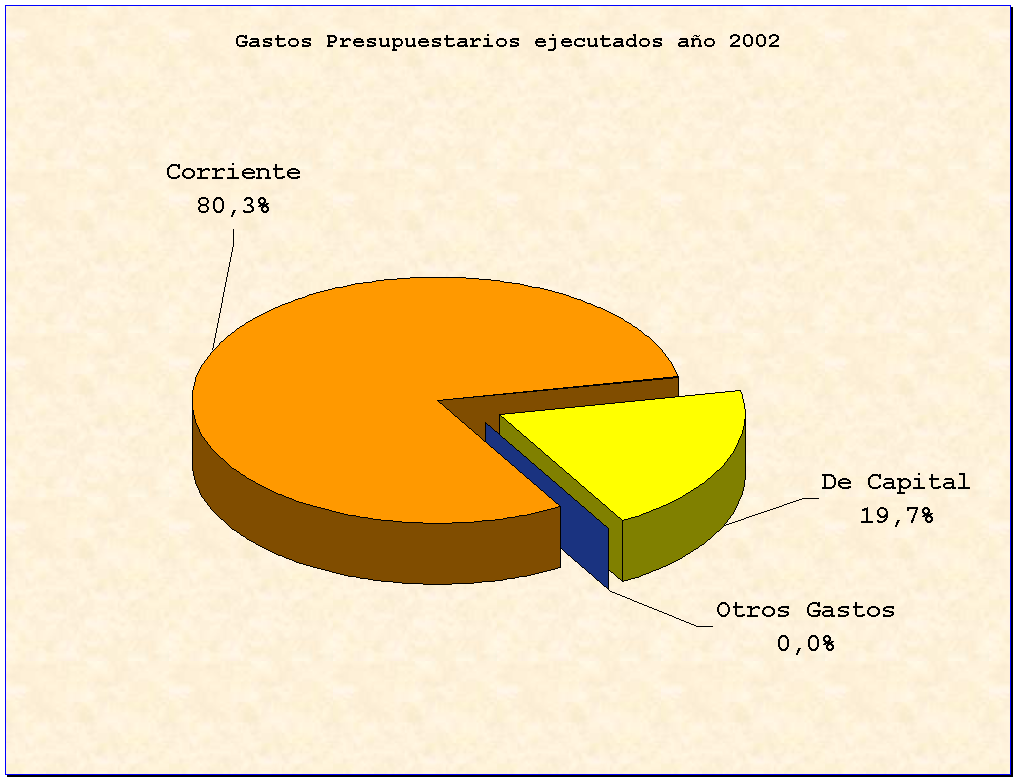 Gastos Presupuestarios ejecutados año 2002
Corriente
80,3%
De Capital
19,7%
Otros Gastos
0,0%